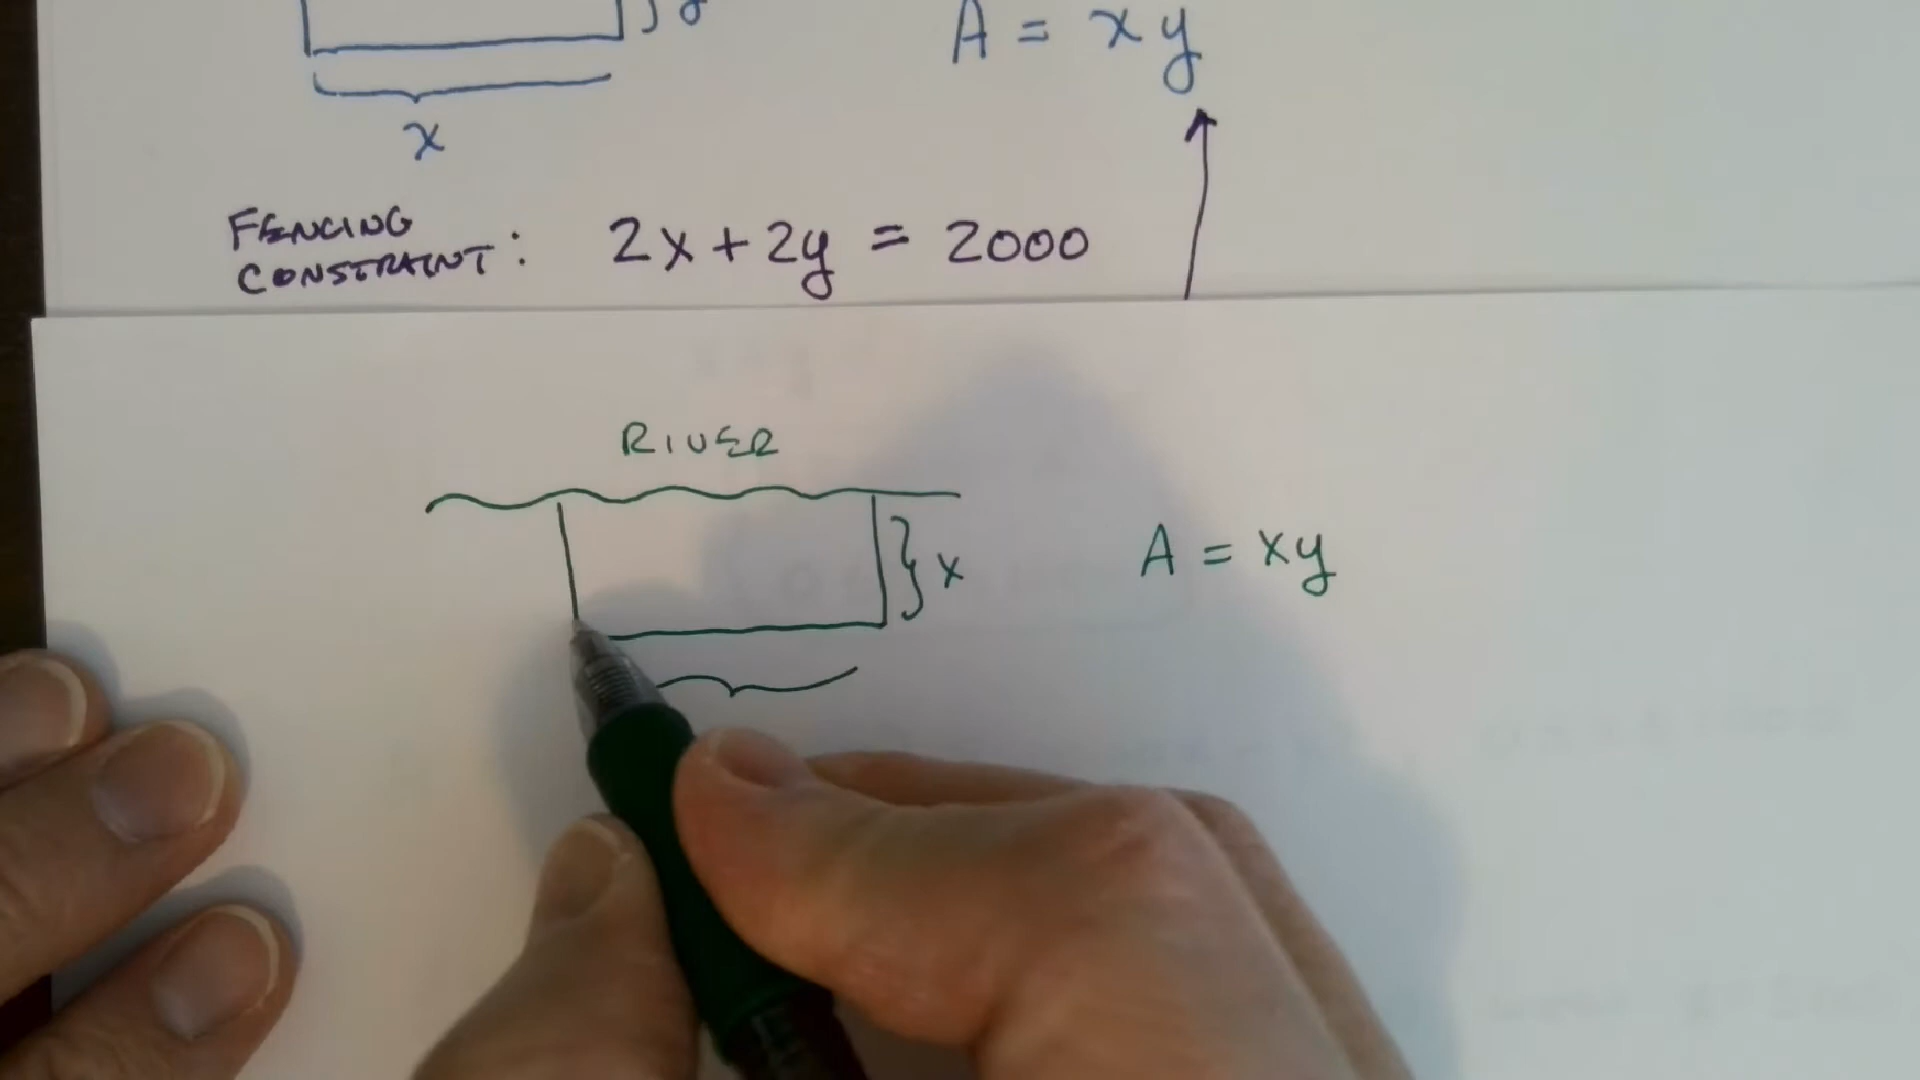 A = xy
x
FENCING
CONSTRAINT: 2x + 2y = 2000
RIVER
x
A = xy